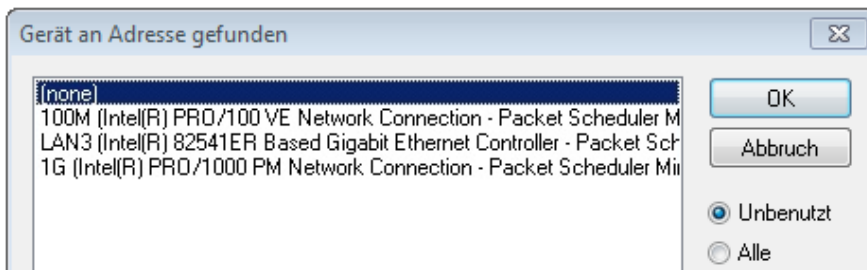 Gerät an Adresse gefunden
(none)
100M (Intel(R) PRO/100 VE Network Connection - Packet Scheduler M
LAN3 (Intel(R) 82541ER Based Gigabit Ethernet Controller - Packet Sch
1G (Intel(R) PRO/1000 PM Network Connection - Packet Scheduler Mi
OK
Abbruch
Unbenutzt
Alle